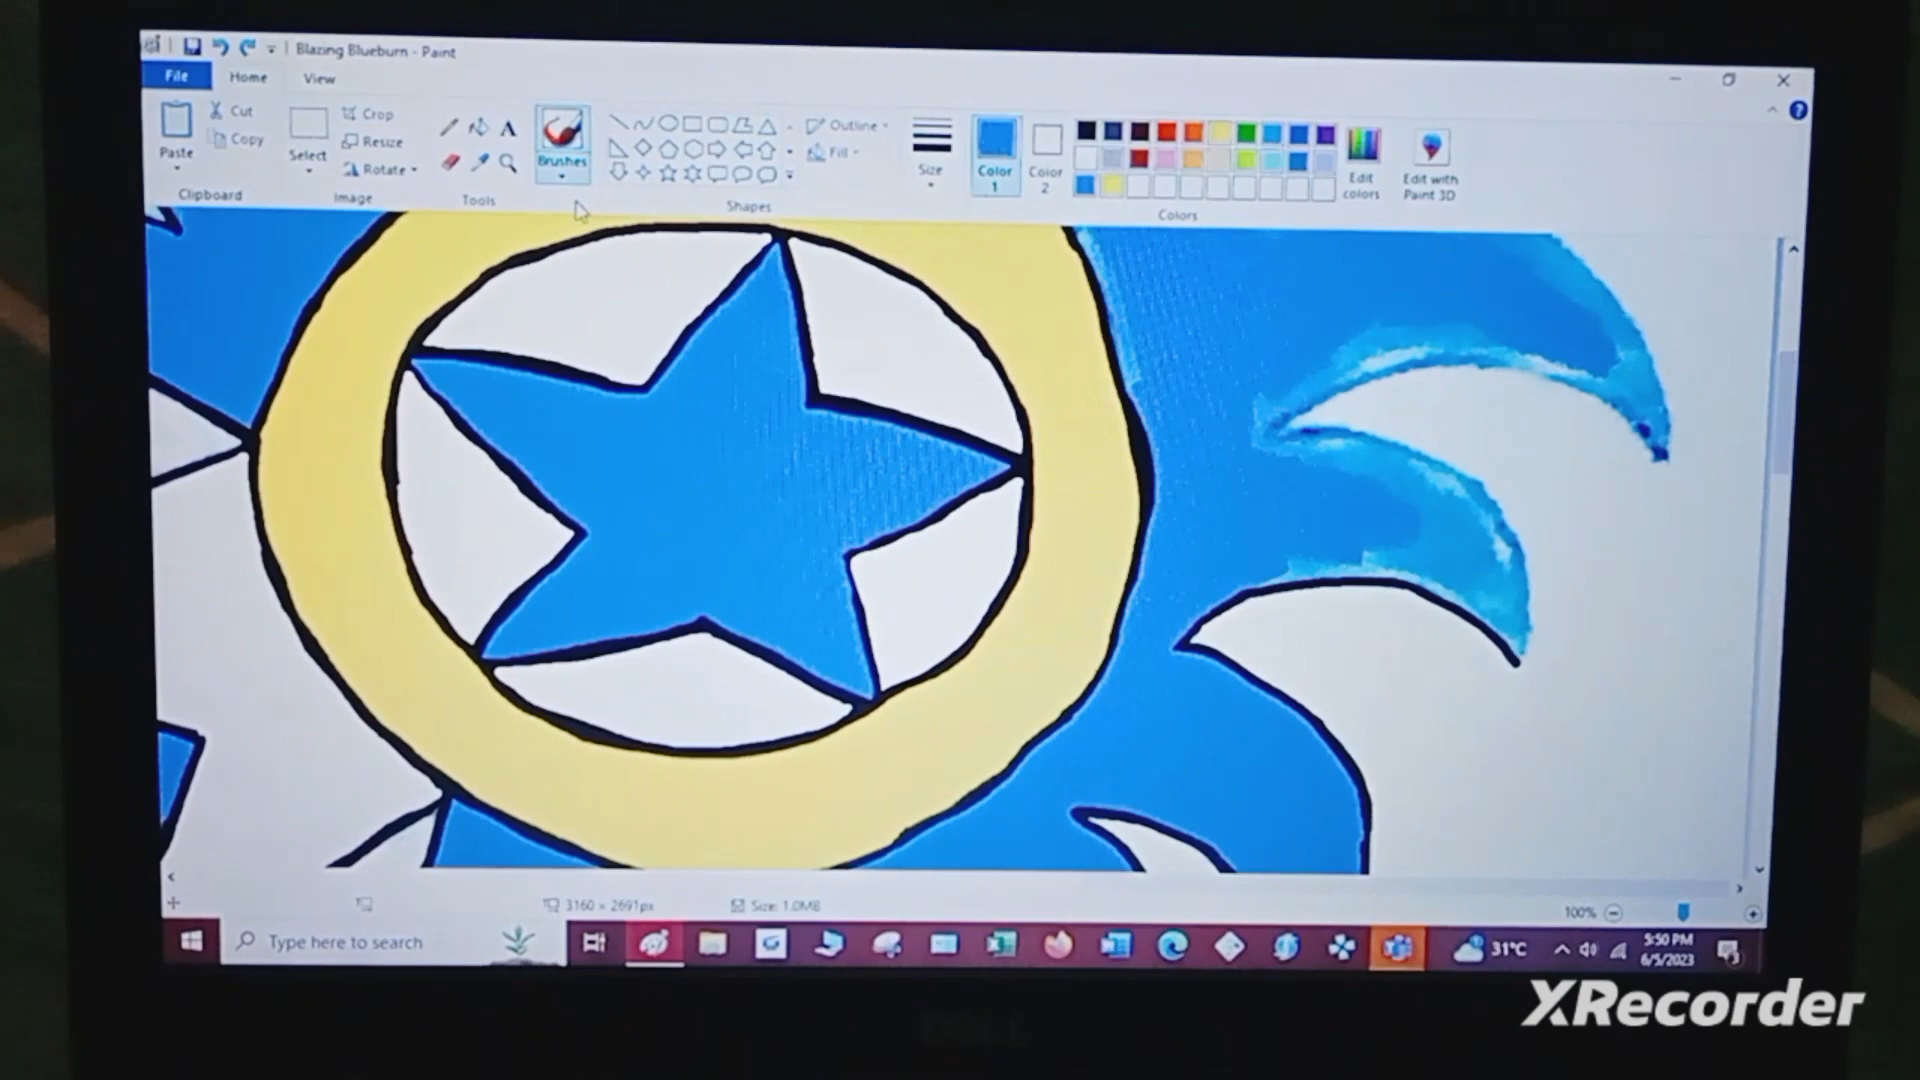 Blazing Blueburn - Paint
File Home View
Paste
Cut
Copy
Clipboard
Select
Crop
Resize
Rotate
Image
Tools
Brushes
Shapes
Outline
Fill
Size
Color 1
Color 2
Colors
Edit colors
Edit with Paint 3D
3160 × 2691px
Size: 1.0MB
100%
Type here to search
31°C
5:50 PM
6/5/2023
XRecorder
DELL